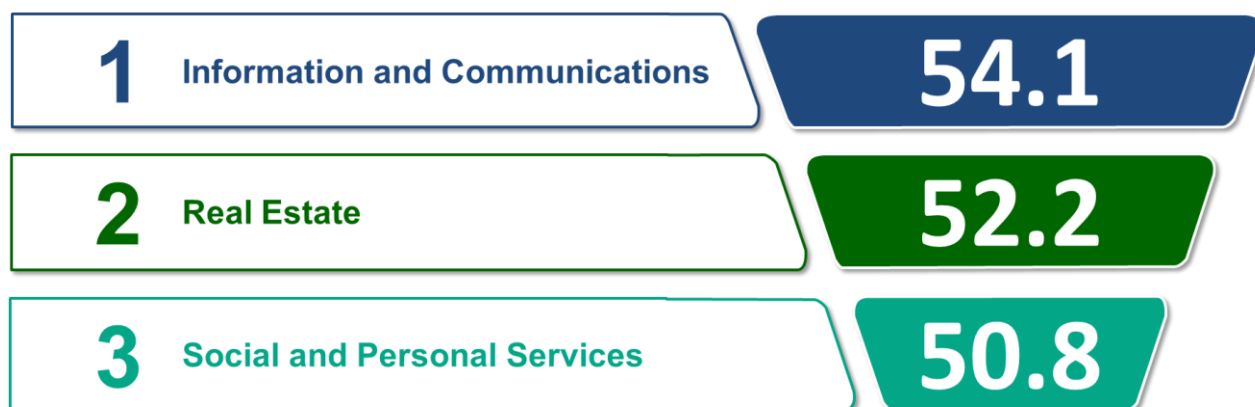 1 Information and Communications 54.1
2 Real Estate 52.2
3 Social and Personal Services 50.8